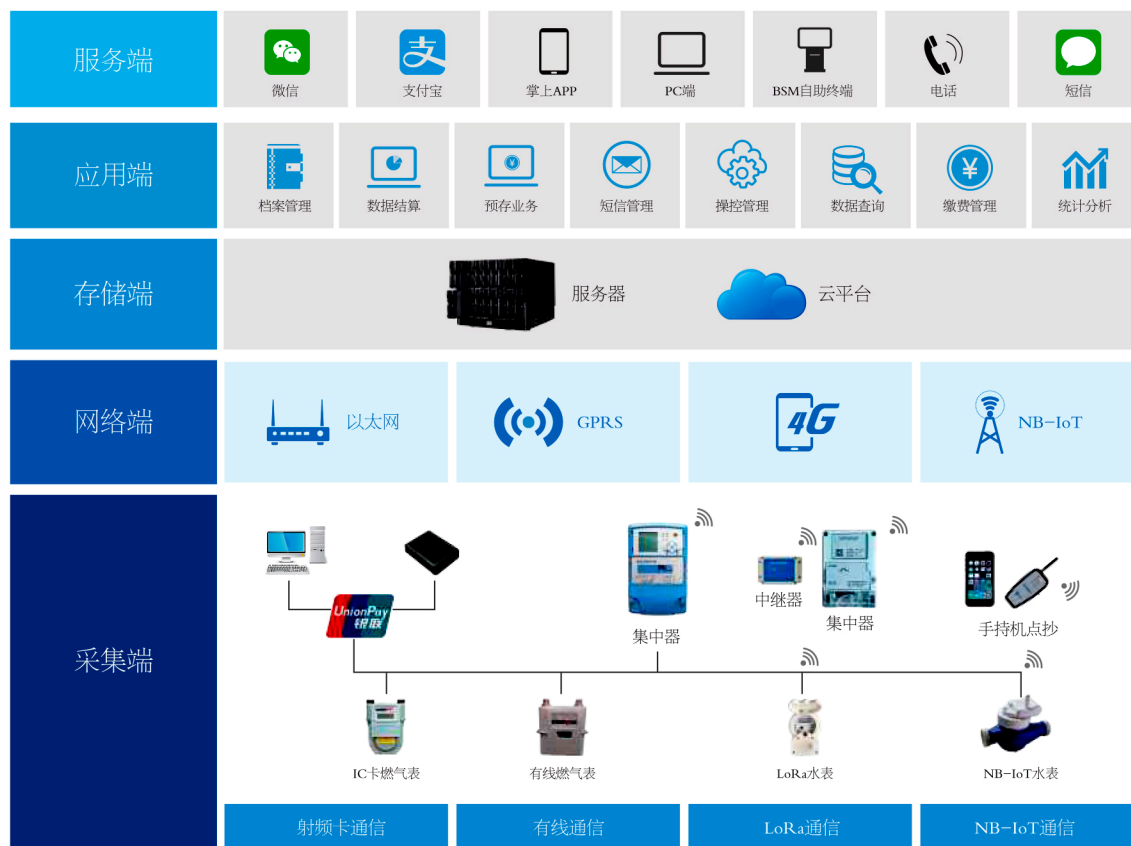 服务端
微信
支付宝
掌上APP
PC端
BSM自助终端
电话
短信
应用端
档案管理
数据结算
预存业务
短信管理
操控管理
数据查询
缴费管理
统计分析
存储端
服务器
云平台
网络端
以太网
GPRS
4G
NB-IoT
采集端
UnionPay
银联
集中器
中继器
集中器
手持机点抄
IC卡燃气表
有线燃气表
LoRa水表
NB-IoT水表
射频卡通信
有线通信
LoRa通信
NB-IoT通信